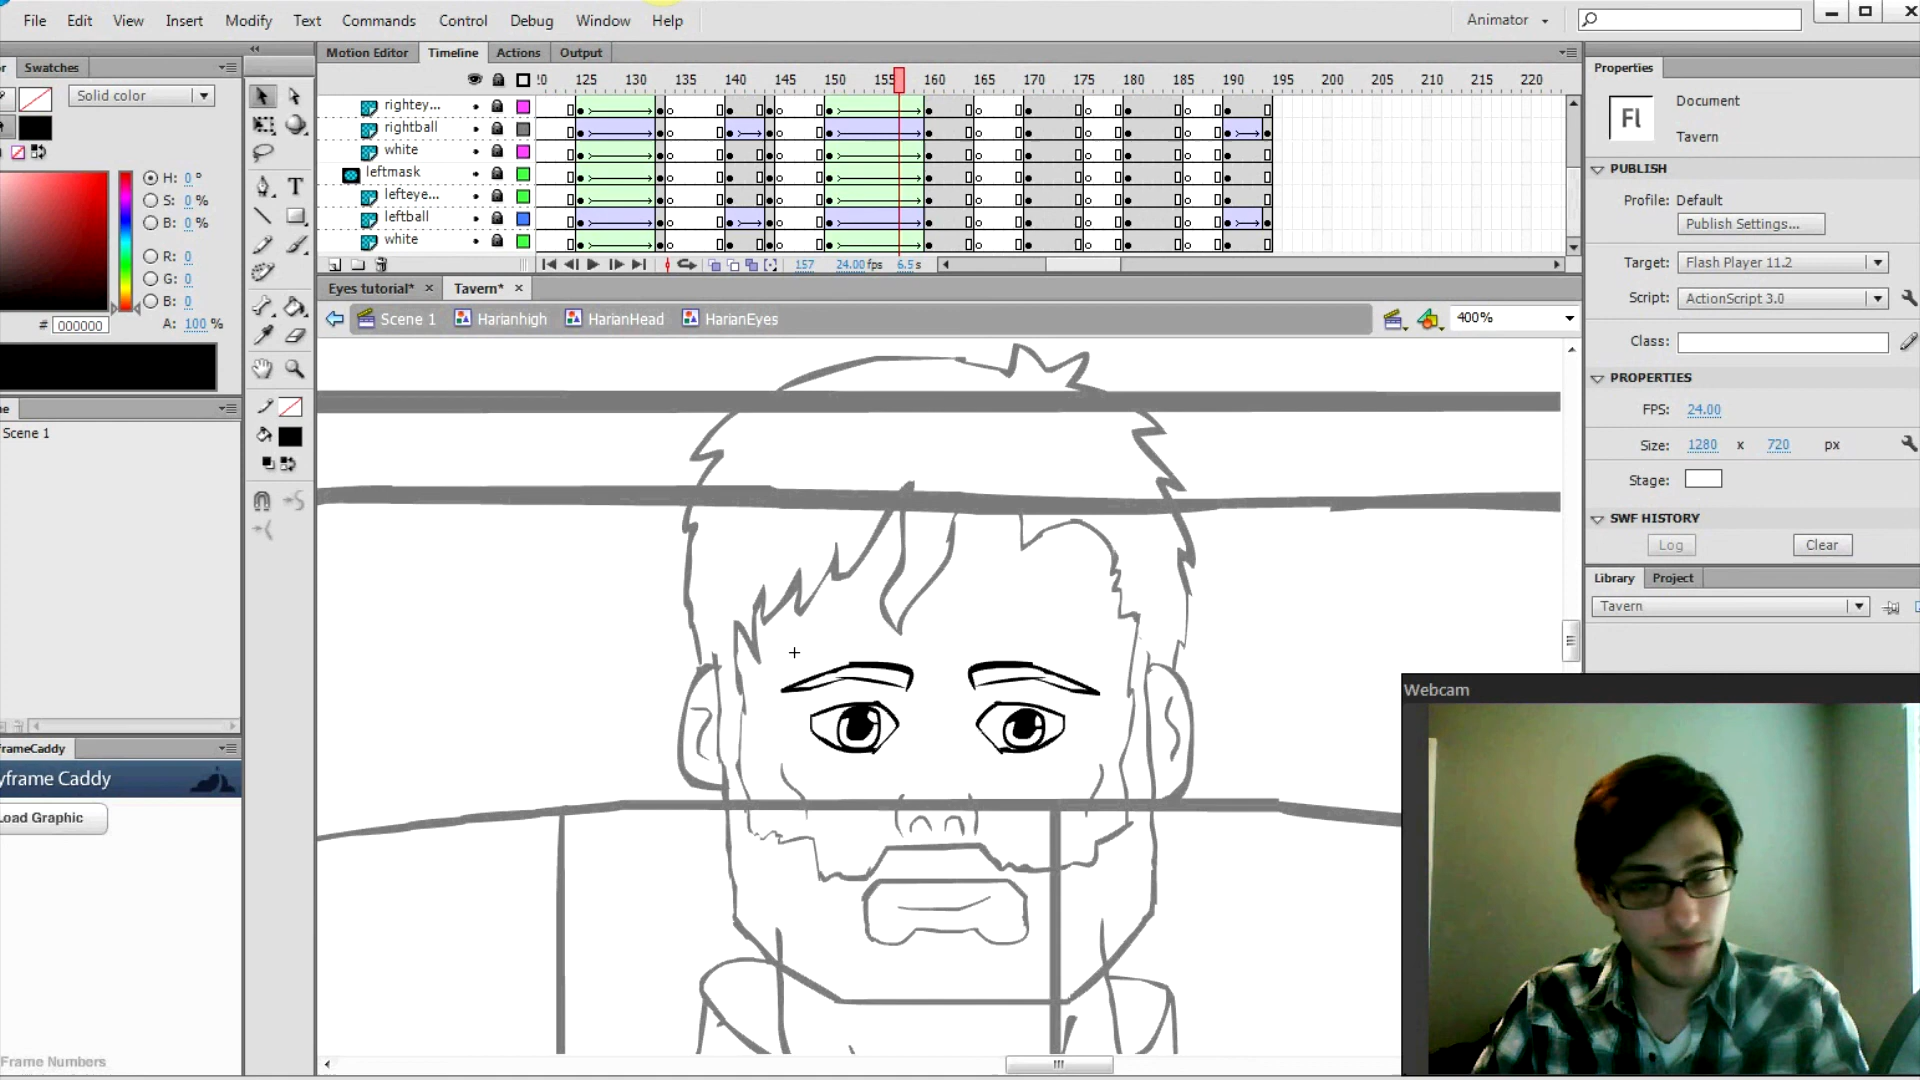 File Edit View Insert Modify Text Commands Control Debug Window Help Animator
Motion Editor Timeline Actions Output
Swatches
Properties
Solid color
125 130 135 140 145 150 155 160 165 170 175 180 185 190 195 200 205 210 215 220
rightey...
rightball
white
leftmask
lefteye...
leftball
white
157 24.00 fps 6.5 s
H: 0 °
S: 0 %
B: 0 %
R: 0
G: 0
B: 0
# 000000 A: 100 %
Fl
Document
Tavern
PUBLISH
Profile: Default
Publish Settings...
Target: Flash Player 11.2
Script: ActionScript 3.0
Class:
PROPERTIES
FPS: 24.00
Size: 1280 x 720 px
Stage:
SWF HISTORY
Log Clear
Library Project
Tavern
Eyes tutorial* × Tavern* ×
Scene 1 Harianhigh HarianHead HarianEyes 400%
Scene 1
frameCaddy
yframe Caddy
Load Graphic
Frame Numbers
Webcam